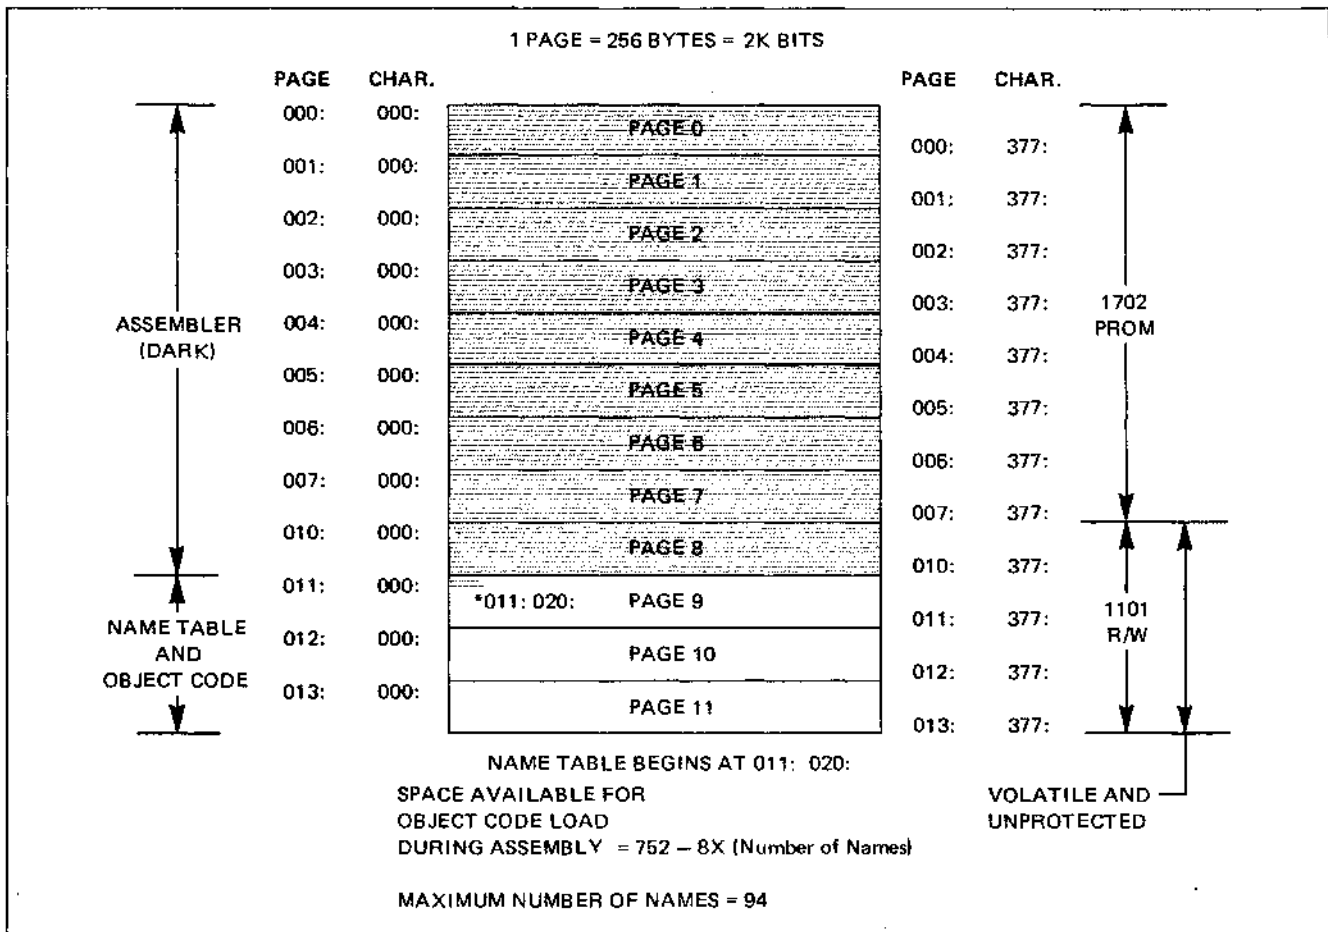 1 PAGE = 256 BYTES = 2K BITS
PAGE CHAR. PAGE CHAR.
000: 000:
PAGE 0
000: 377:
001: 000:
PAGE 1
001: 377:
002: 000:
PAGE 2
002: 377:
003: 000:
PAGE 3
003: 377:
1702
PROM
ASSEMBLER
(DARK)
004: 000:
PAGE 4
004: 377:
005: 000:
PAGE 5
005: 377:
006: 000:
PAGE 6
006: 377:
007: 000:
PAGE 7
007: 377:
010: 000:
PAGE 8
010: 377:
011: 000:
*011: 020: PAGE 9
011: 377:
1101
R/W
NAME TABLE
AND
OBJECT CODE
012: 000:
PAGE 10
012: 377:
013: 000:
PAGE 11
013: 377:
NAME TABLE BEGINS AT 011: 020:
SPACE AVAILABLE FOR
OBJECT CODE LOAD
DURING ASSEMBLY = 752 – 8X (Number of Names)
VOLATILE AND
UNPROTECTED
MAXIMUM NUMBER OF NAMES = 94